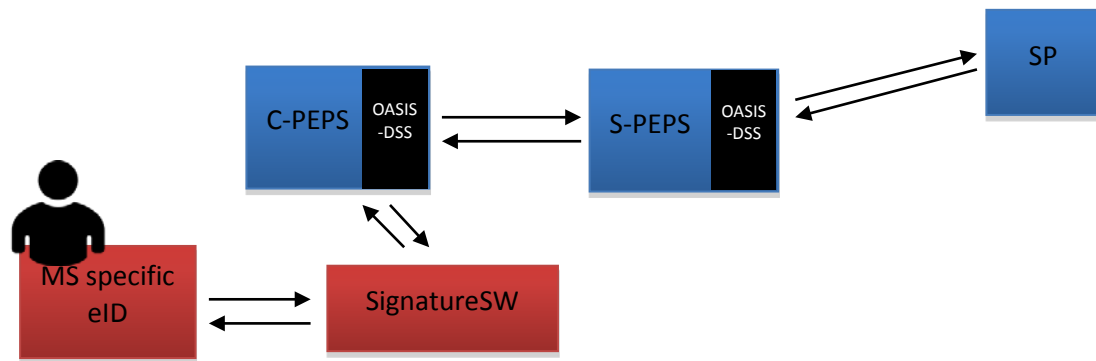 SP
C-PEPS
OASIS
-DSS
S-PEPS
OASIS
-DSS
MS specific
eID
SignatureSW